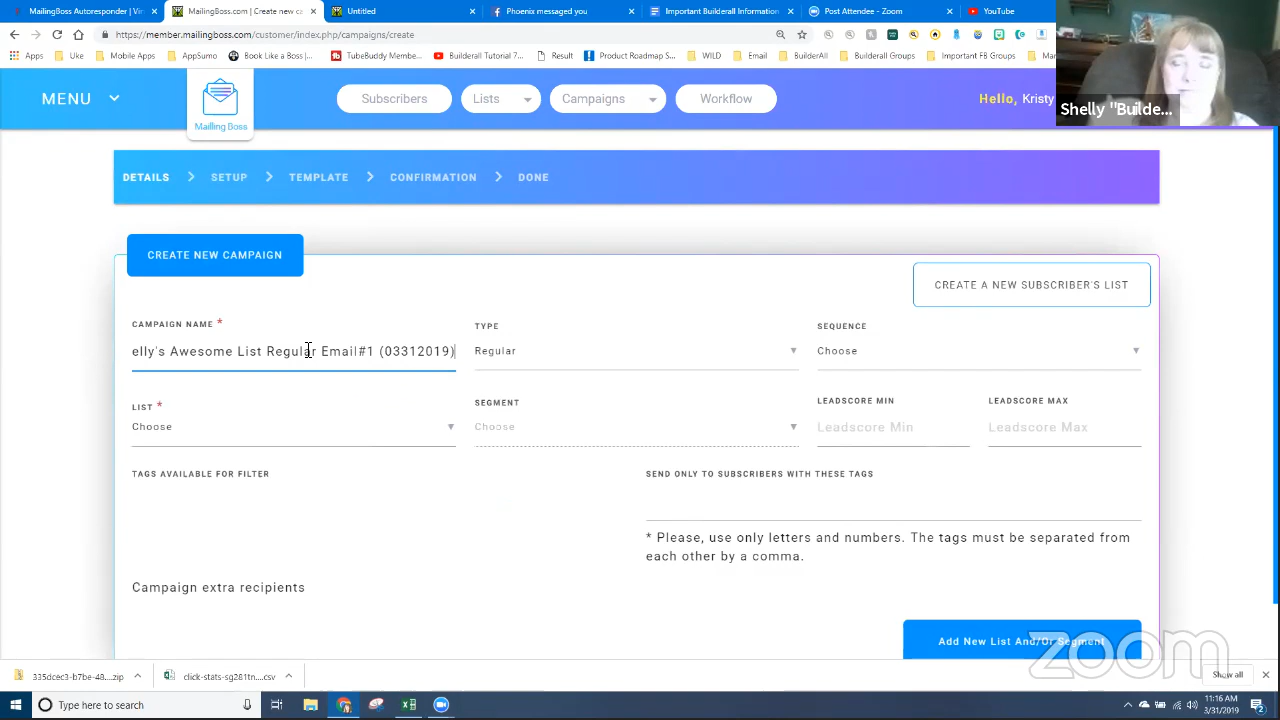 MailingBoss Autoresponder | Vir
MailingBoss.com | Create new ca
Untitled
Phoenix messaged you
Important Builderall Information
Post Attendee - Zoom
YouTube
https://member.mailingboss.com/customer/index.php/campaigns/create
Apps
Like
Mobile Apps
SamCart
Book Like a Boss |
TubeBuddy Member
Builderall Tutorial 7
Result
Product Roadmap S
WILD
Email
BuilderAll
Builderall Groups
Important FB Groups
Mar
MENU
Mailling Boss
Subscribers
Lists
Campaigns
Workflow
Hello, Kristy
Shelly "Builde...
DETAILS > SETUP > TEMPLATE > CONFIRMATION > DONE
CREATE NEW CAMPAIGN
CREATE A NEW SUBSCRIBER'S LIST
CAMPAIGN NAME *
TYPE
SEQUENCE
elly's Awesome List Regular Email#1 (03312019)
Regular
Choose
LIST *
SEGMENT
LEADSCORE MIN
LEADSCORE MAX
Choose
Choose
Leadscore Min
Leadscore Max
TAGS AVAILABLE FOR FILTER
SEND ONLY TO SUBSCRIBERS WITH THESE TAGS
* Please, use only letters and numbers. The tags must be separated from
each other by a comma.
Campaign extra recipients
Add New List And/Or Segment
zoom
335dcec3-b7be-48....zip
click-stats-sg281tn....csv
Show all
Type here to search
11:16 AM
3/31/2019
2